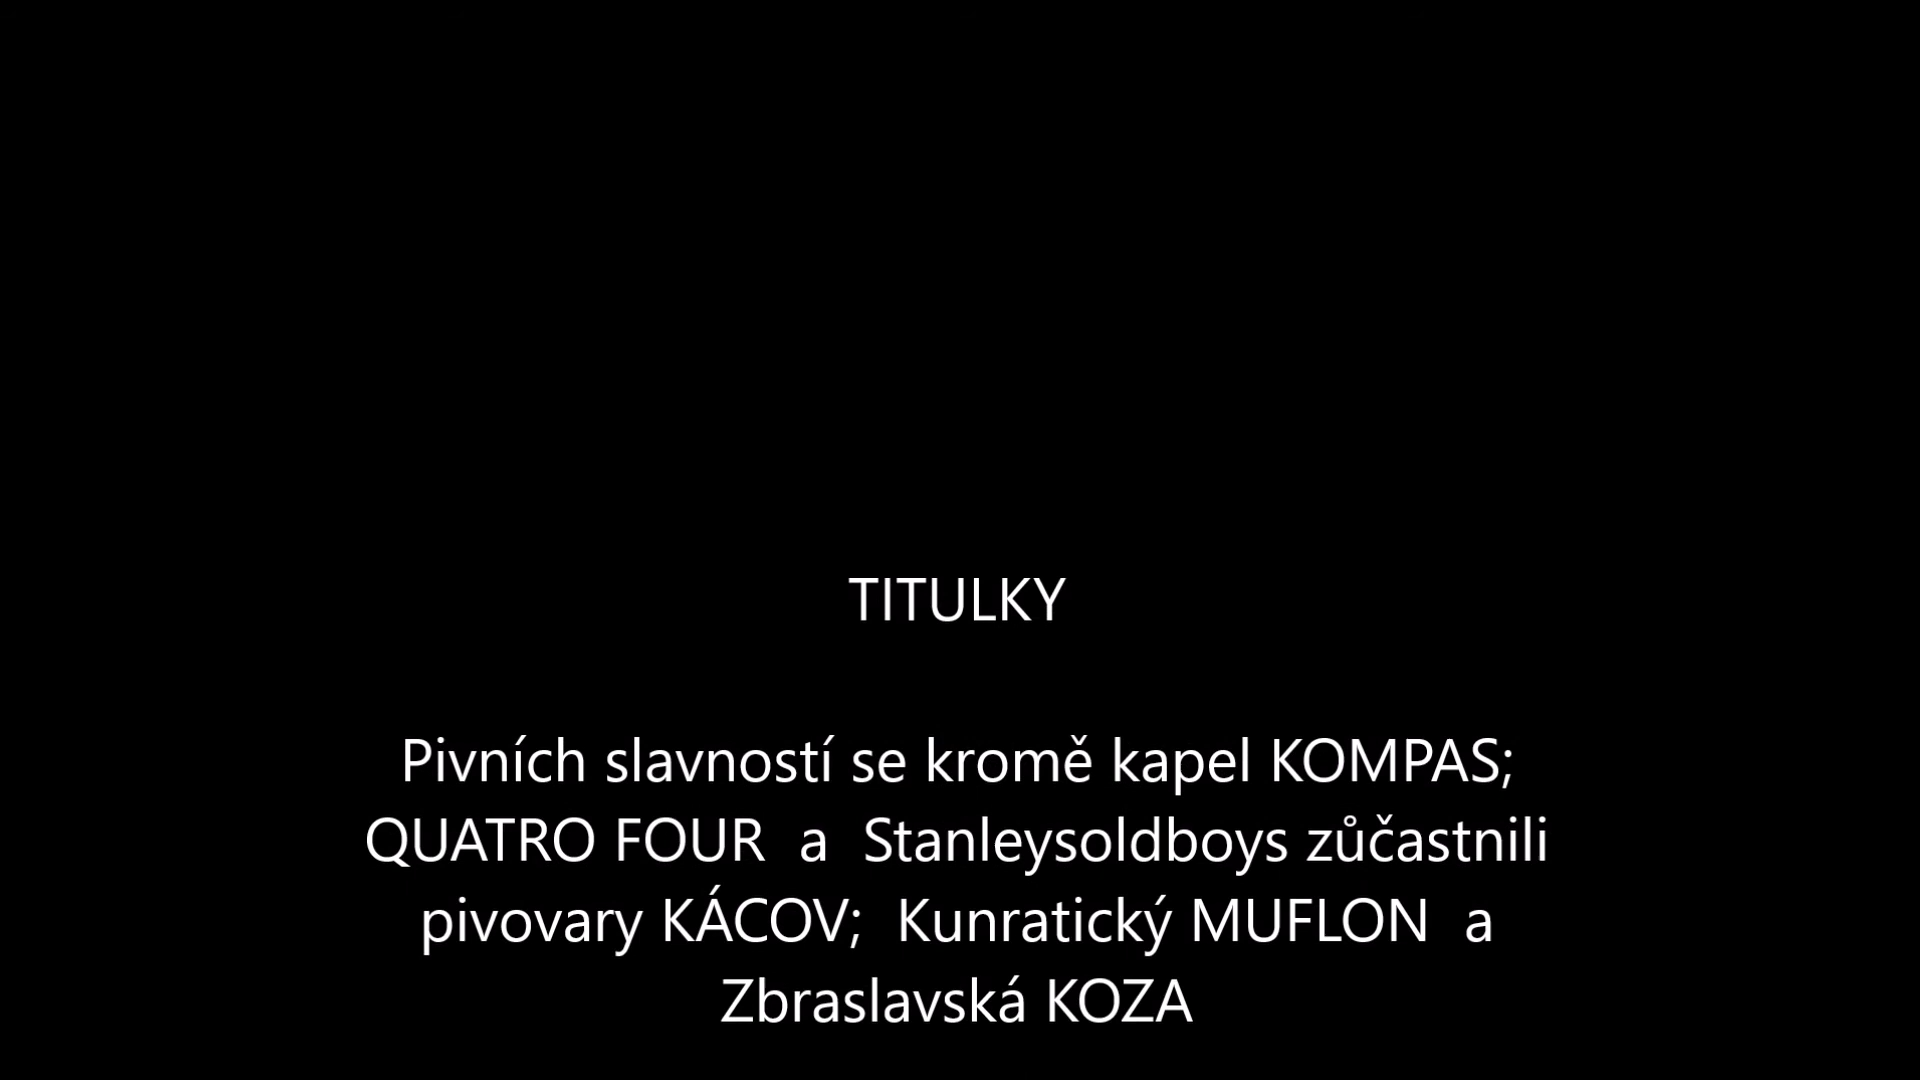 TITULKY
Pivních slavností se kromě kapel KOMPAS;
QUATRO FOUR  a  Stanleysoldboys zůčastnili
pivovary KÁCOV;  Kunratický MUFLON  a
Zbraslavská KOZA